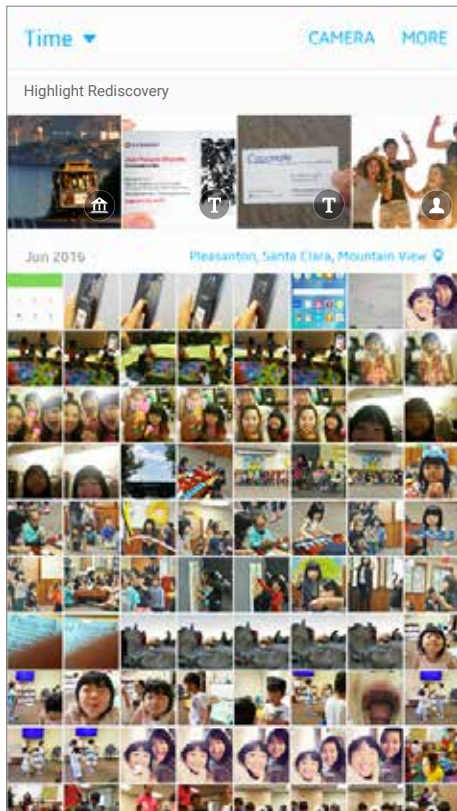 Time
CAMERA
MORE
Highlight Rediscovery
T
T
Jun 2016
Pleasanton, Santa Clara, Mountain View